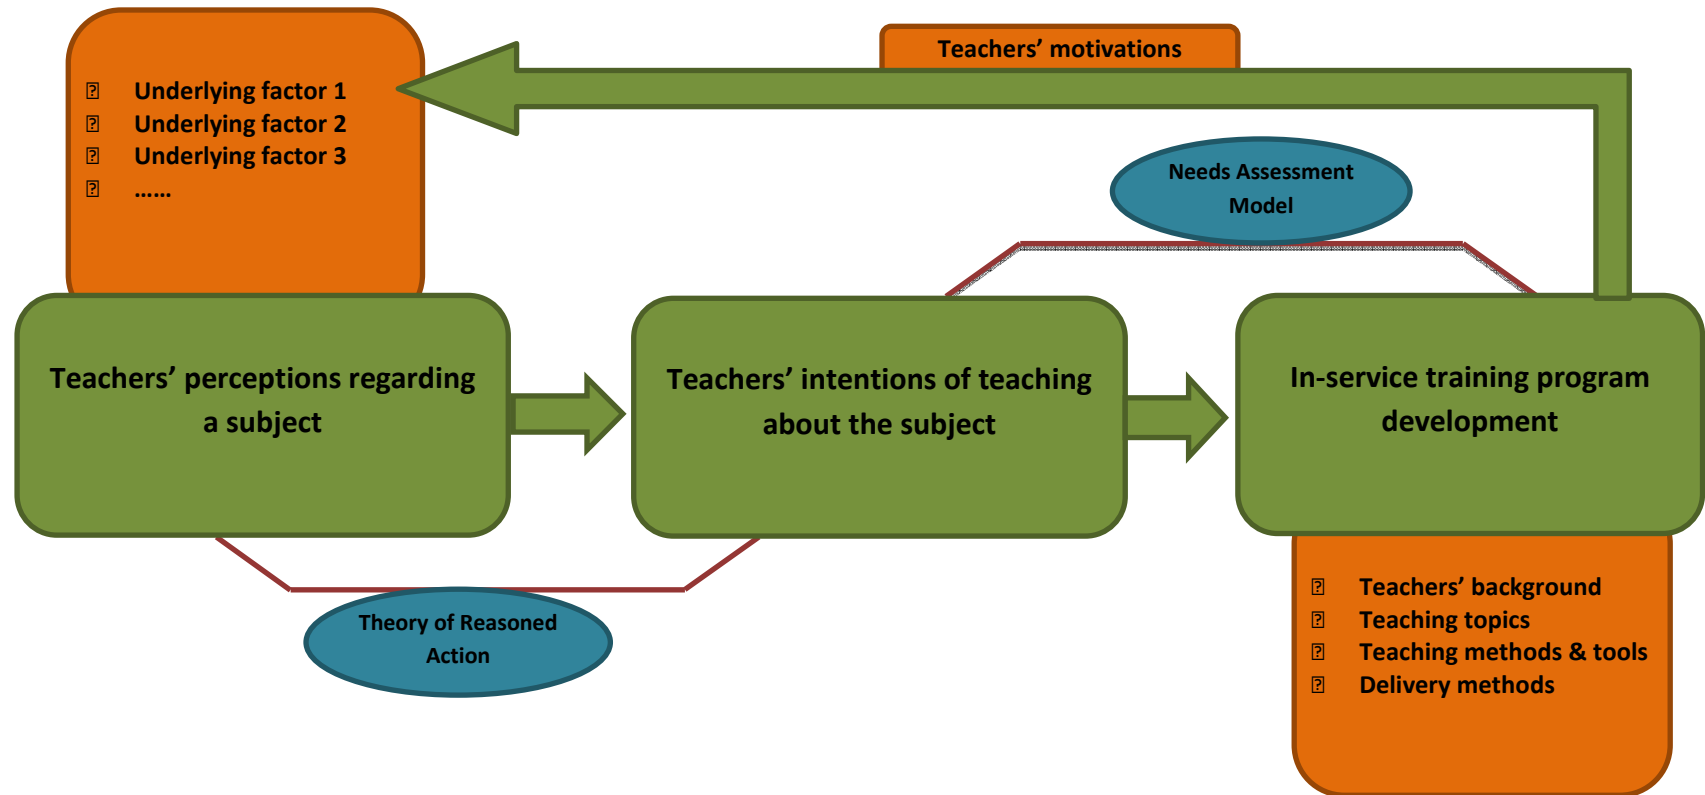 Teachers’ motivations
Underlying factor 1
Underlying factor 2
Underlying factor 3
......
Needs Assessment
Model
Teachers’ perceptions regarding
a subject
Teachers’ intentions of teaching
about the subject
In-service training program
development
Theory of Reasoned
Action
Teachers’ background
Teaching topics
Teaching methods & tools
Delivery methods